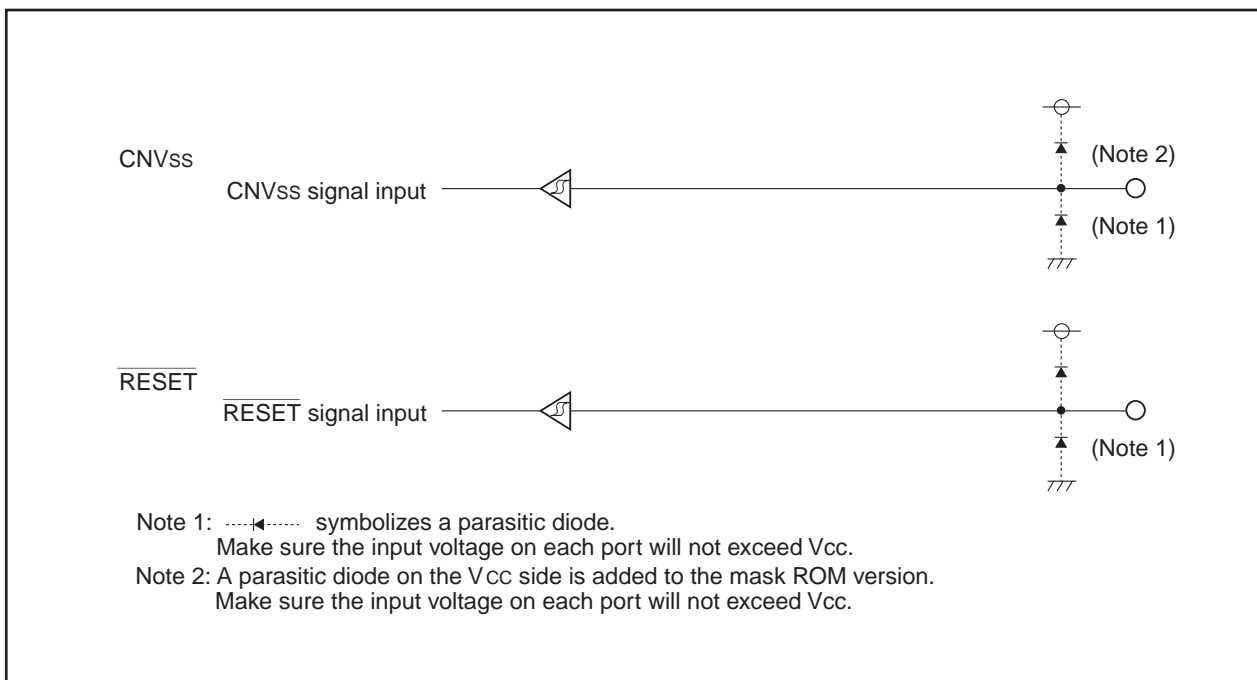 CNVss
CNVss signal input
(Note 2)
(Note 1)
RESET
RESET signal input
(Note 1)
Note 1: symbolizes a parasitic diode.
Make sure the input voltage on each port will not exceed Vcc.
Note 2: A parasitic diode on the VCC side is added to the mask ROM version.
Make sure the input voltage on each port will not exceed Vcc.